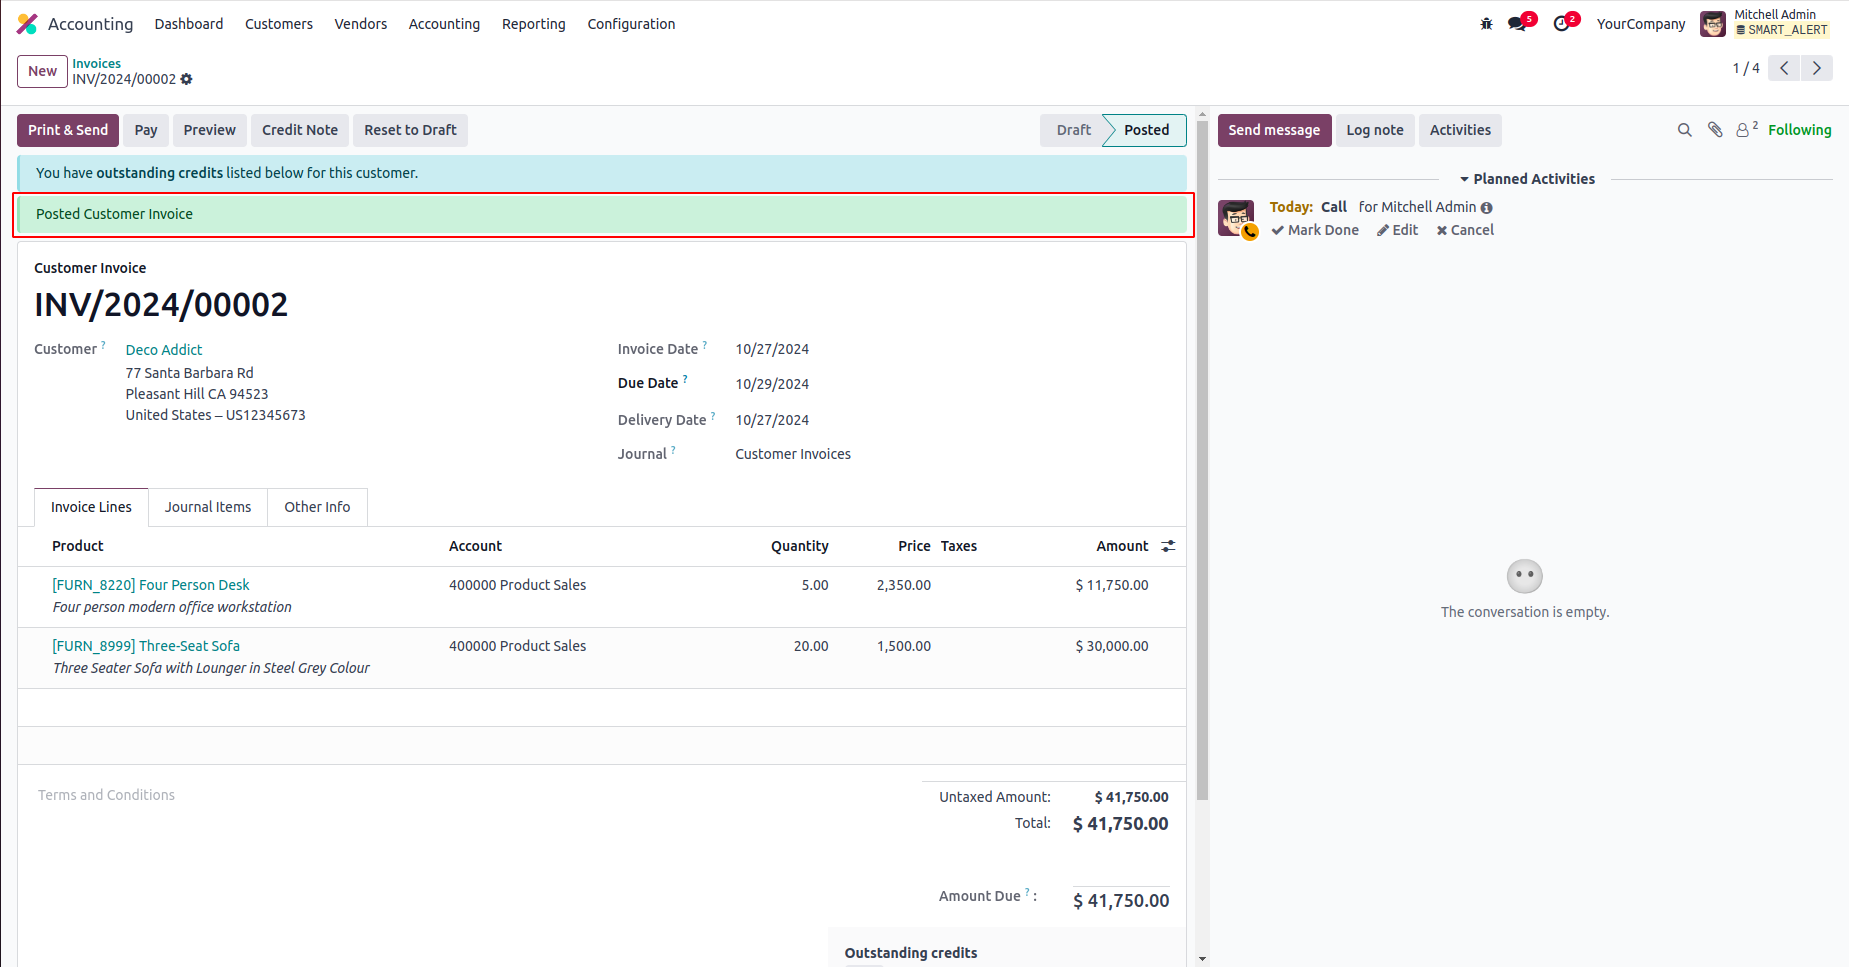 Accounting Dashboard Customers Vendors Accounting Reporting Configuration 5 2 YourCompany Mitchell Admin
SMART_ALERT
New Invoices
INV/2024/00002
1 / 4
Print & Send Pay Preview Credit Note Reset to Draft Draft Posted
You have outstanding credits listed below for this customer.
Posted Customer Invoice
Customer Invoice
INV/2024/00002
Customer ? Deco Addict
77 Santa Barbara Rd
Pleasant Hill CA 94523
United States – US12345673
Invoice Date ? 10/27/2024
Due Date ? 10/29/2024
Delivery Date ? 10/27/2024
Journal ? Customer Invoices
Invoice Lines Journal Items Other Info
Product Account Quantity Price Taxes Amount
[FURN_8220] Four Person Desk 400000 Product Sales 5.00 2,350.00 $ 11,750.00
Four person modern office workstation
[FURN_8999] Three-Seat Sofa 400000 Product Sales 20.00 1,500.00 $ 30,000.00
Three Seater Sofa with Lounger in Steel Grey Colour
Terms and Conditions
Untaxed Amount: $ 41,750.00
Total: $ 41,750.00
Amount Due ? : $ 41,750.00
Outstanding credits
Send message Log note Activities 2 Following
Planned Activities
Today: Call for Mitchell Admin
Mark Done Edit Cancel
The conversation is empty.